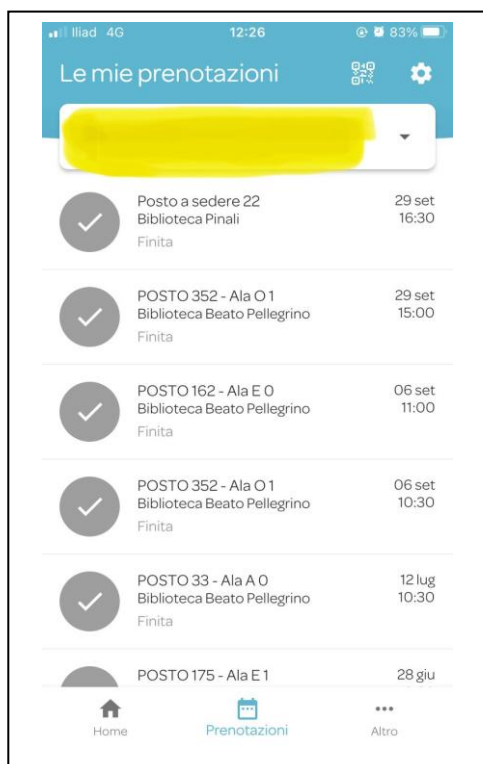 Iliad 4G 12:26 83%
Le mie prenotazioni
Posto a sedere 22 29 set
Biblioteca Pinali 16:30
Finita
POSTO 352 - Ala O 1 29 set
Biblioteca Beato Pellegrino 15:00
Finita
POSTO 162 - Ala E 0 06 set
Biblioteca Beato Pellegrino 11:00
Finita
POSTO 352 - Ala O 1 06 set
Biblioteca Beato Pellegrino 10:30
Finita
POSTO 33 - Ala A 0 12 lug
Biblioteca Beato Pellegrino 10:30
Finita
POSTO 175 - Ala E 1 28 giu
Home Prenotazioni Altro